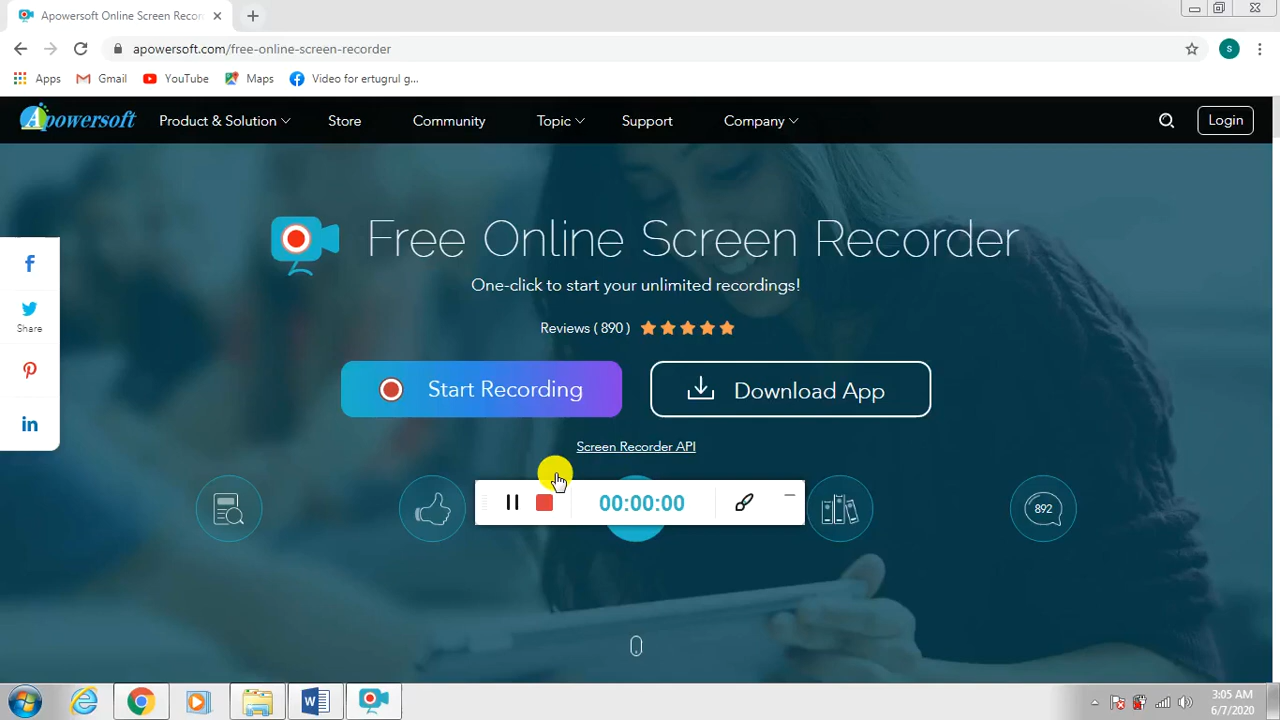 Apowersoft Online Screen Recor
apowersoft.com/free-online-screen-recorder
S
Apps
Gmail
YouTube
Maps
Video for ertugrul g...
Apowersoft
Product & Solution
Store
Community
Topic
Support
Company
Login
Free Online Screen Recorder
One-click to start your unlimited recordings!
Reviews ( 890 )
Share
Start Recording
Download App
Screen Recorder API
00:00:00
892
3:05 AM
6/7/2020